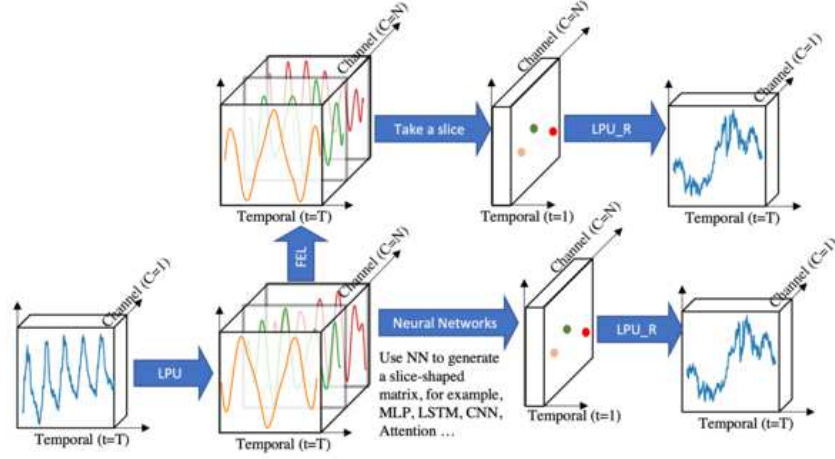 Channel (C=N)
Take a slice
Temporal (t=T)
Channel (C=N)
LPU_R
Temporal (t=1)
Channel (C=1)
Temporal (t=T)
FEL
Channel (C=1)
LPU
Temporal (t=T)
Channel (C=N)
Neural Networks
Temporal (t=T)
Use NN to generate
a slice-shaped
matrix, for example,
MLP, LSTM, CNN,
Attention ...
Channel (C=N)
LPU_R
Temporal (t=1)
Channel (C=1)
Temporal (t=T)